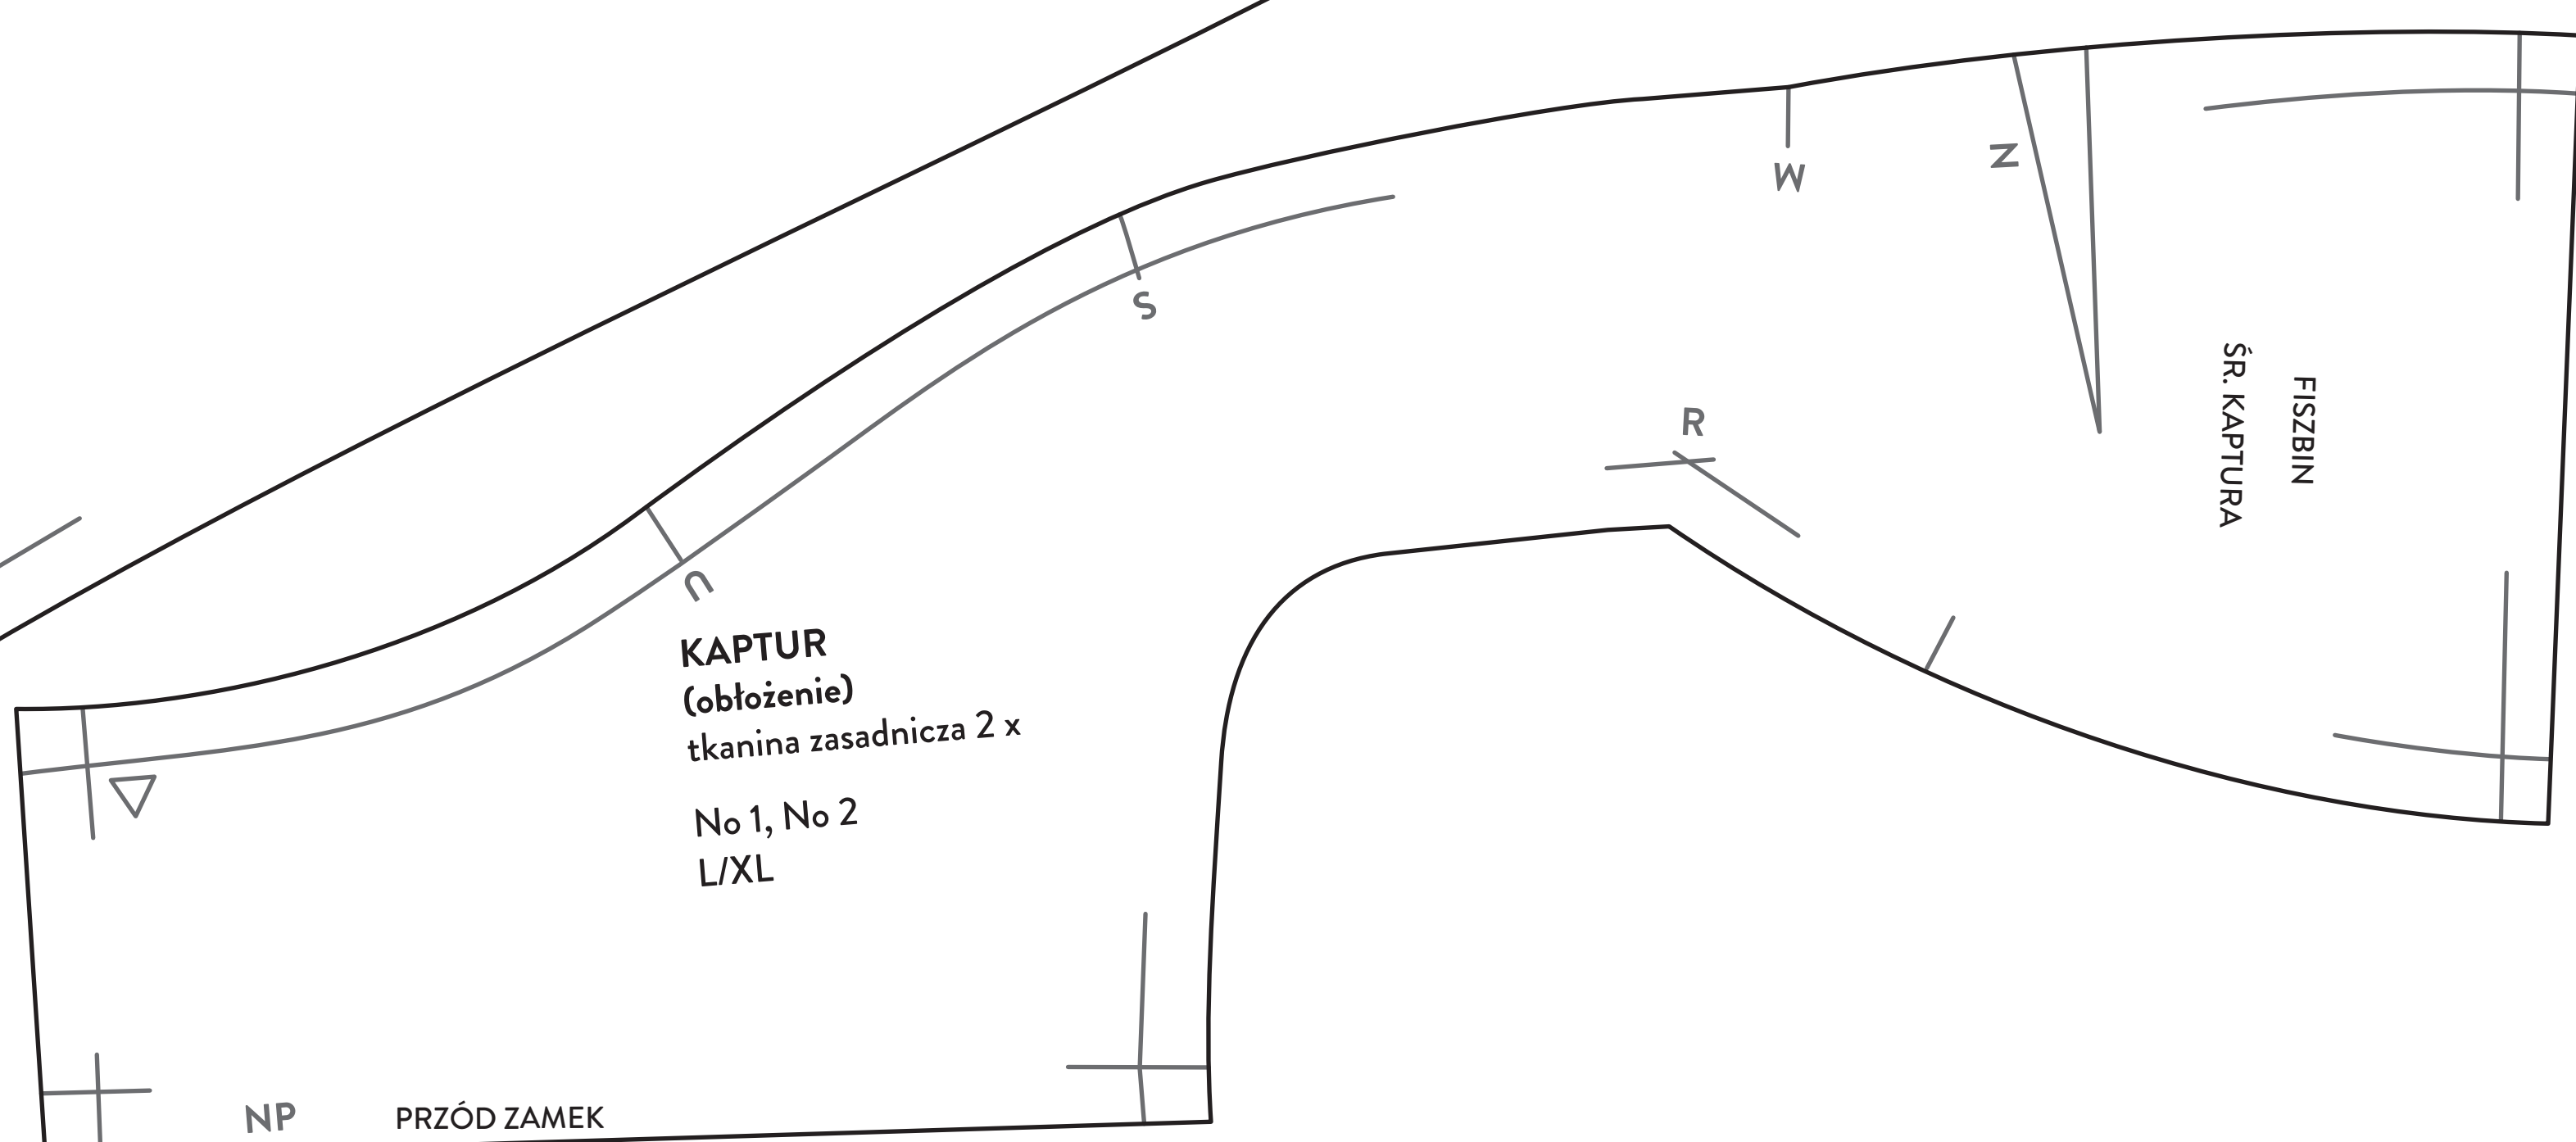 W
N
S
R
FISZBIN
ŚR. KAPTURA
U
KAPTUR
(obłożenie)
tkanina zasadnicza 2 x
No 1, No 2
L/XL
NP
PRZÓD ZAMEK